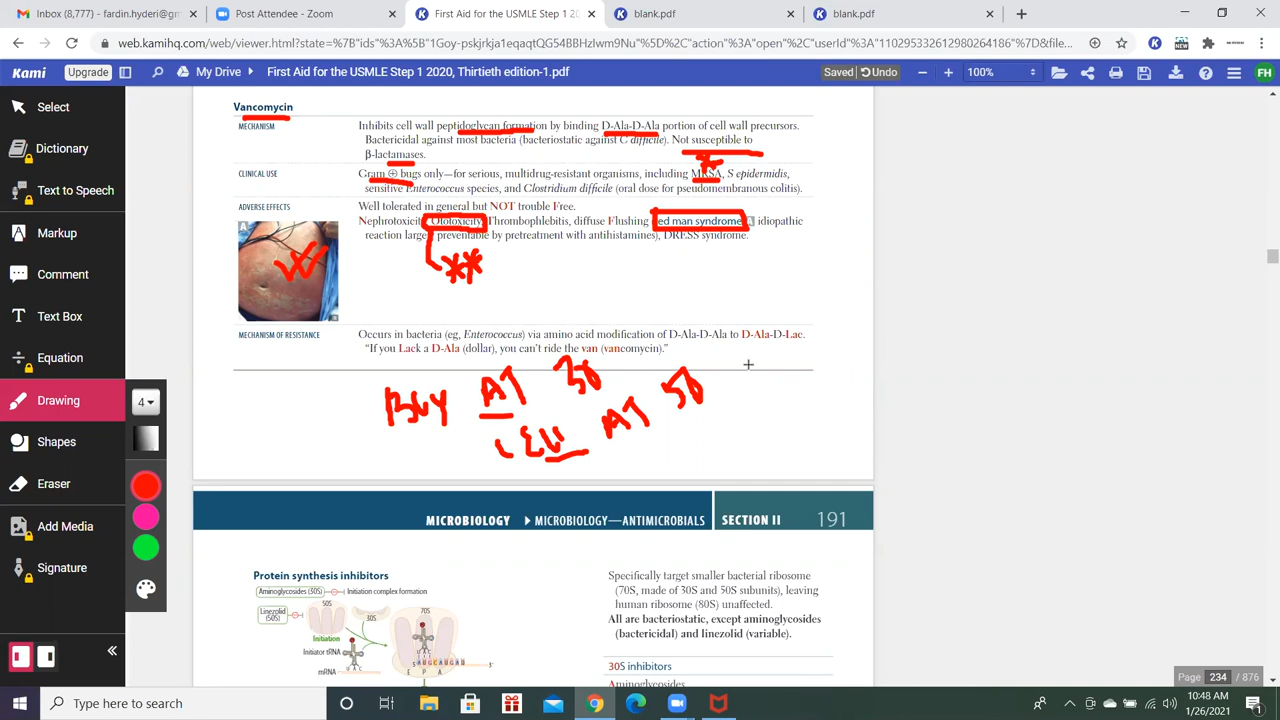 Inbox (8,777) - fardin.hyderi@gm
Post Attendee - Zoom
First Aid for the USMLE Step 1 20
blank.pdf
blank.pdf
web.kamihq.com/web/viewer.html?state=%7B"ids"%3A%5B"1Goy-pskjrkja1eqaqtQG54BBHzlwm9Nu"%5D%2C"action"%3A"open"%2C"userId"%3A"110295332612980264186"%7D&file...
Kami
Upgrade
My Drive
First Aid for the USMLE Step 1 2020, Thirtieth edition-1.pdf
Saved
Undo
100%
FH
Select
Dictionary
Markup
Comment
Text Box
Equation
Drawing
4
Shapes
Eraser
Add Media
Signature
Vancomycin
MECHANISM
Inhibits cell wall peptidoglycan formation by binding D-Ala-D-Ala portion of cell wall precursors.
Bactericidal against most bacteria (bacteriostatic against C difficile). Not susceptible to
β-lactamases.
CLINICAL USE
Gram ⊕ bugs only—for serious, multidrug-resistant organisms, including MRSA, S epidermidis,
sensitive Enterococcus species, and Clostridium difficile (oral dose for pseudomembranous colitis).
ADVERSE EFFECTS
Well tolerated in general but NOT trouble Free.
Nephrotoxicity, Ototoxicity, Thrombophlebitis, diffuse Flushing (red man syndrome A idiopathic
reaction largely preventable by pretreatment with antihistamines), DRESS syndrome.
A
MECHANISM OF RESISTANCE
Occurs in bacteria (eg, Enterococcus) via amino acid modification of D-Ala-D-Ala to D-Ala-D-Lac.
“If you Lack a D-Ala (dollar), you can’t ride the van (vancomycin).”
BUY AT 30
CEll AT 50
MICROBIOLOGY ▶ MICROBIOLOGY—ANTIMICROBIALS SECTION II 191
Protein synthesis inhibitors
Aminoglycosides (30S)
Initiation complex formation
Linezolid
(50S)
50S
30S
70S
Initiation
Initiator tRNA
U A C
mRNA
5' A U G C A U G A U 3'
E P A
Specifically target smaller bacterial ribosome
(70S, made of 30S and 50S subunits), leaving
human ribosome (80S) unaffected.
All are bacteriostatic, except aminoglycosides
(bactericidal) and linezolid (variable).
30S inhibitors
Aminoglycosides
Page 234 / 876
Type here to search
10:48 AM
1/26/2021